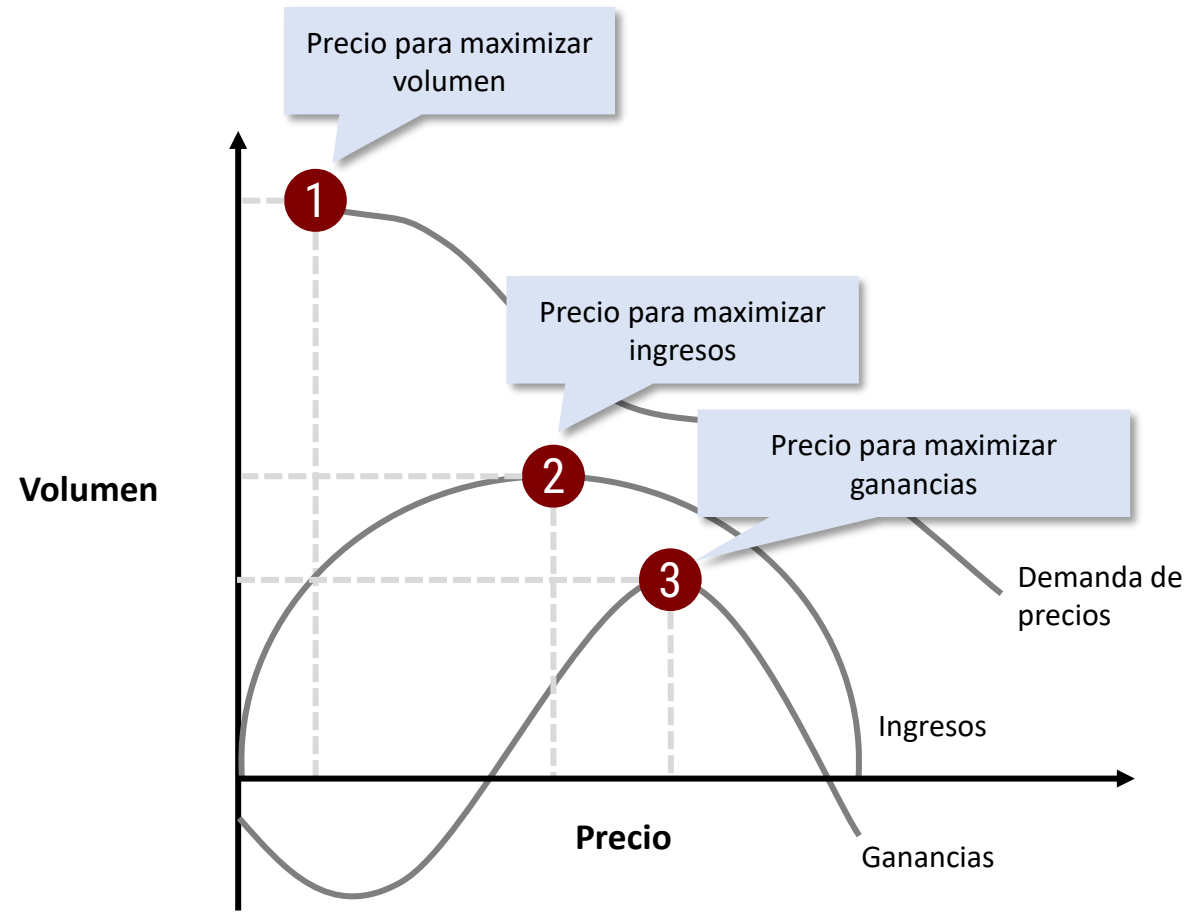 Precio para maximizar
volumen
1
Precio para maximizar
ingresos
Precio para maximizar
ganancias
2
Volumen
3
Demanda de
precios
Ingresos
Precio
Ganancias